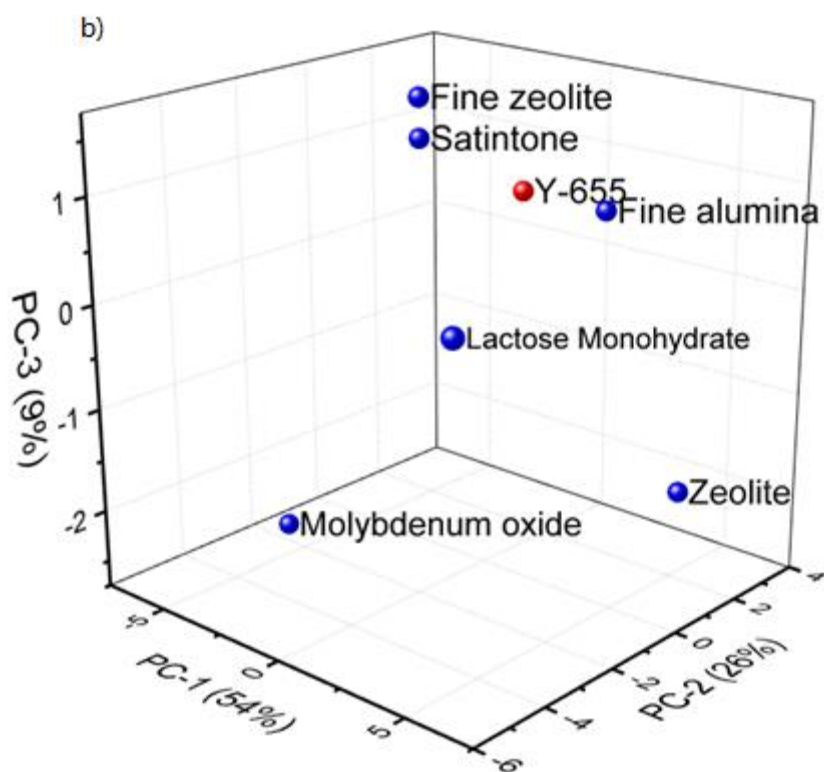 b)
Fine zeolite
Satintone
Y-655
Fine alumina
Lactose Monohydrate
Zeolite
Molybdenum oxide
PC-3 (9%)
1
0
-1
-2
PC-1 (54%)
-5
0
5
PC-2 (26%)
-6
-4
-2
0
2
4